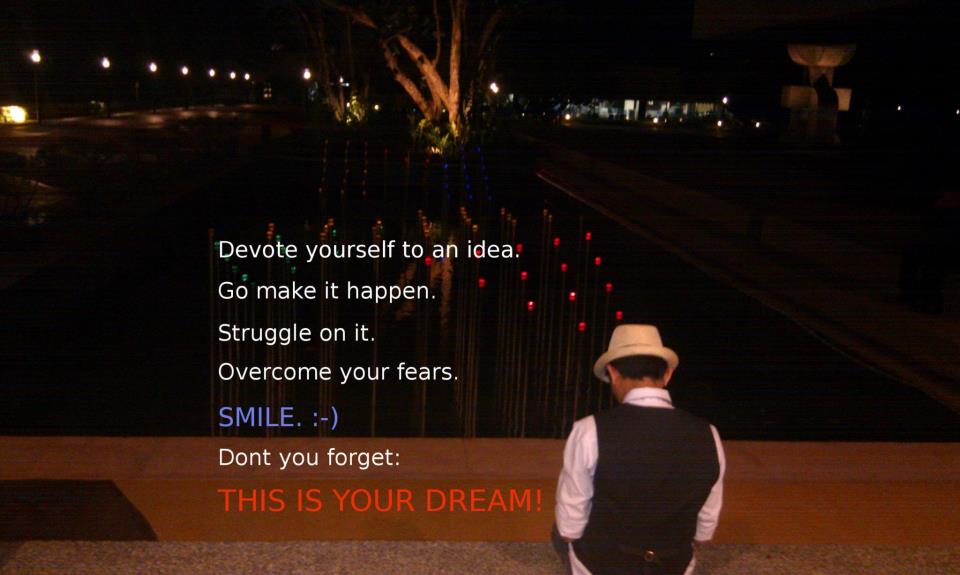 Devote yourself to an idea.
Go make it happen.
Struggle on it.
Overcome your fears.
SMILE. :-)
Dont you forget:
THIS IS YOUR DREAM!